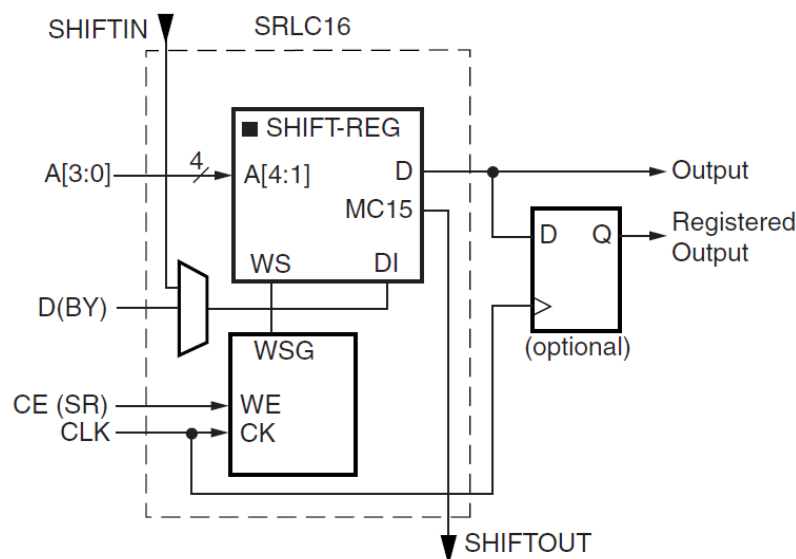 SHIFTIN
SRLC16
SHIFT-REG
A[3:0]
4
A[4:1]
D
Output
MC15
D
Q
Registered
Output
WS
DI
D(BY)
(optional)
WSG
CE (SR)
WE
CLK
CK
SHIFTOUT